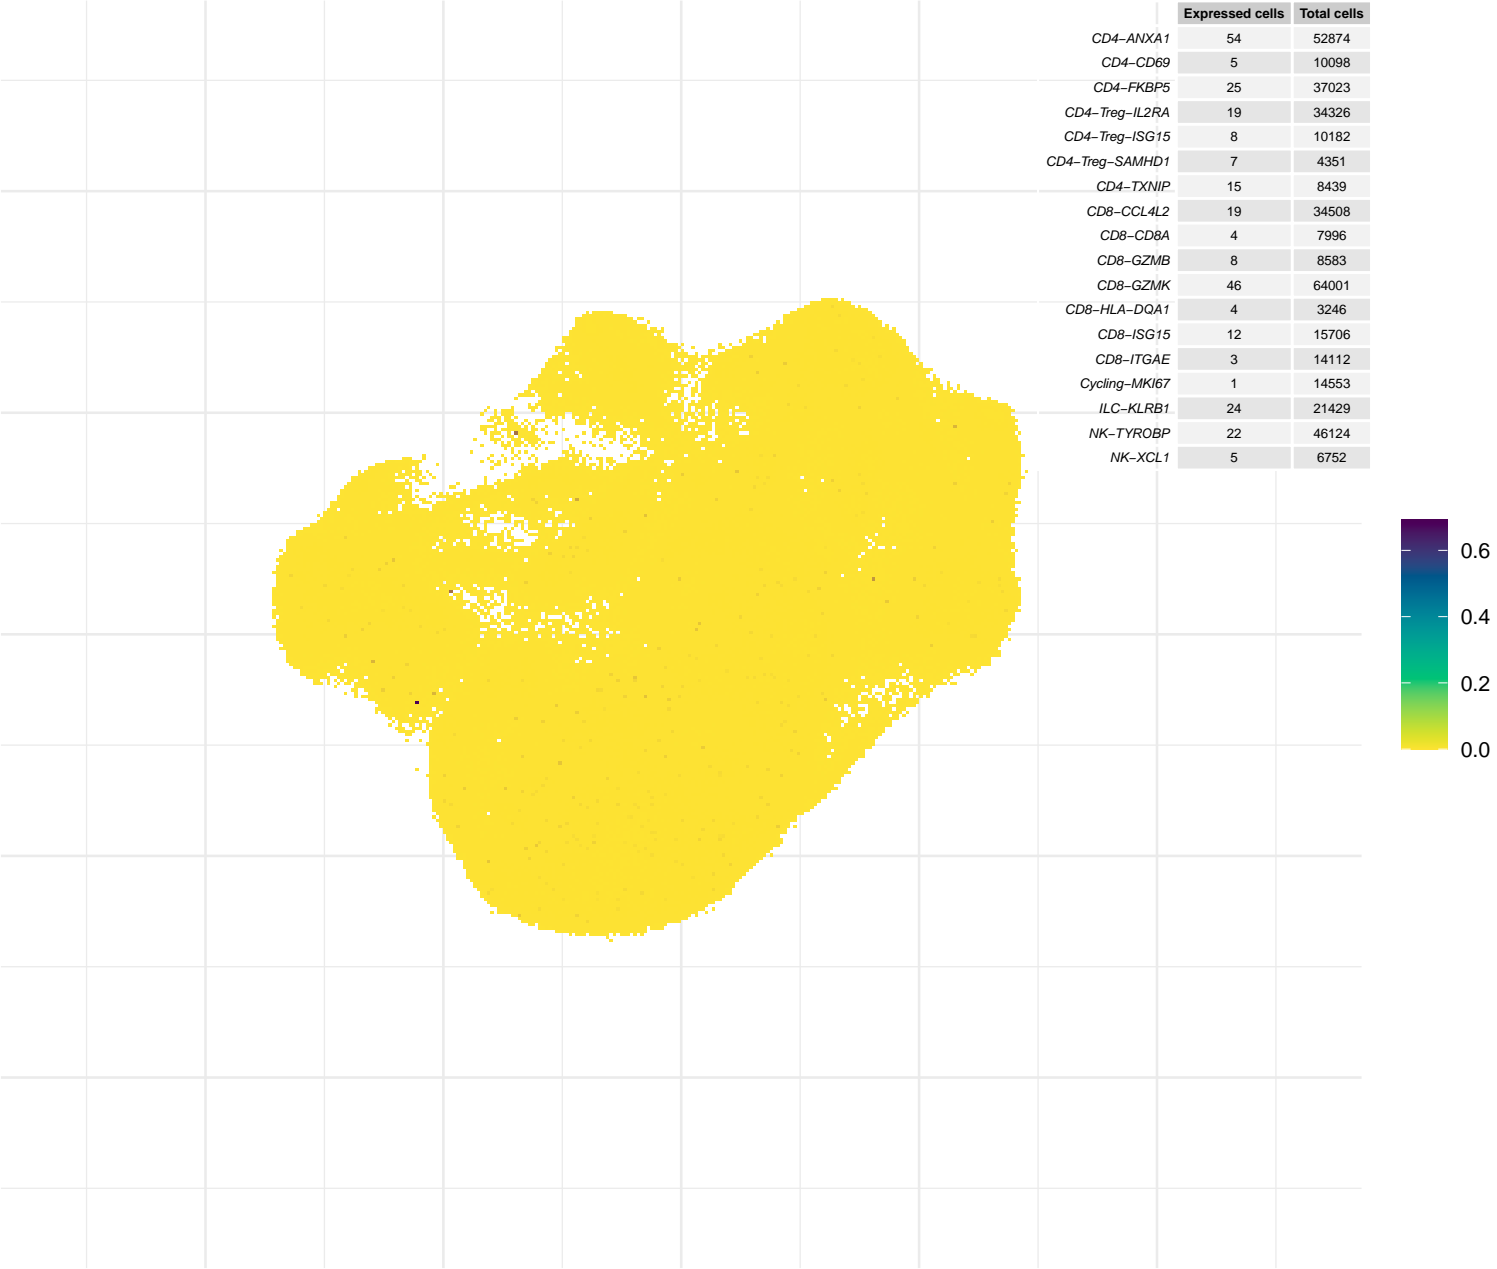 Expressed cells Total cells
CD4−ANXA1 54 52874
CD4−CD69 5 10098
CD4−FKBP5 25 37023
CD4−Treg−IL2RA 19 34326
CD4−Treg−ISG15 8 10182
CD4−Treg−SAMHD1 7 4351
CD4−TXNIP 15 8439
CD8−CCL4L2 19 34508
CD8−CD8A 4 7996
CD8−GZMB 8 8583
CD8−GZMK 46 64001
CD8−HLA−DQA1 4 3246
CD8−ISG15 12 15706
CD8−ITGAE 3 14112
Cycling−MKI67 1 14553
ILC−KLRB1 24 21429
NK−TYROBP 22 46124
NK−XCL1 5 6752
0.6
0.4
0.2
0.0